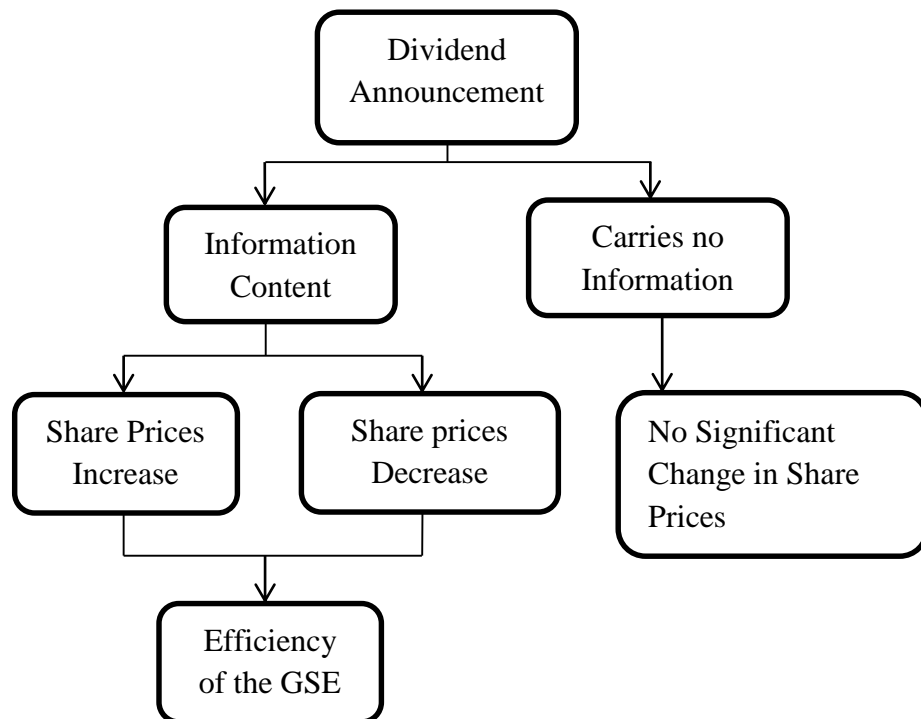 Dividend
Announcement
Information
Content
Carries no
Information
Share Prices
Increase
Share prices
Decrease
No Significant
Change in Share
Prices
Efficiency
of the GSE